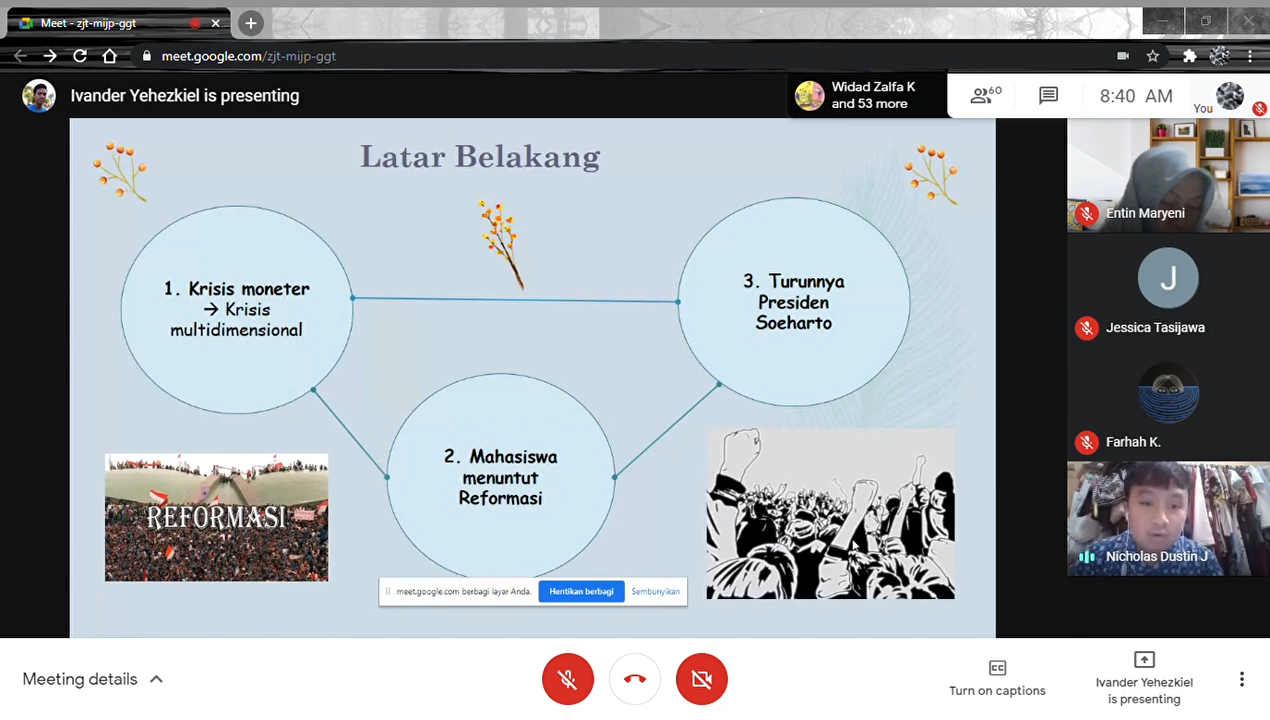 Meet - zjt-mijp-ggt
meet.google.com/zjt-mijp-ggt
Ivander Yehezkiel is presenting
Widad Zalfa K
and 53 more
60
8:40 AM
You
Latar Belakang
1. Krisis moneter
→ Krisis
multidimensional
3. Turunnya
Presiden
Soeharto
2. Mahasiswa
menuntut
Reformasi
REFORMASI
meet.google.com berbagi layar Anda.
Hentikan berbagi
Sembunyikan
Entin Maryeni
J
Jessica Tasijawa
Farhah K.
Nicholas Dustin J
Meeting details
CC
Turn on captions
Ivander Yehezkiel
is presenting